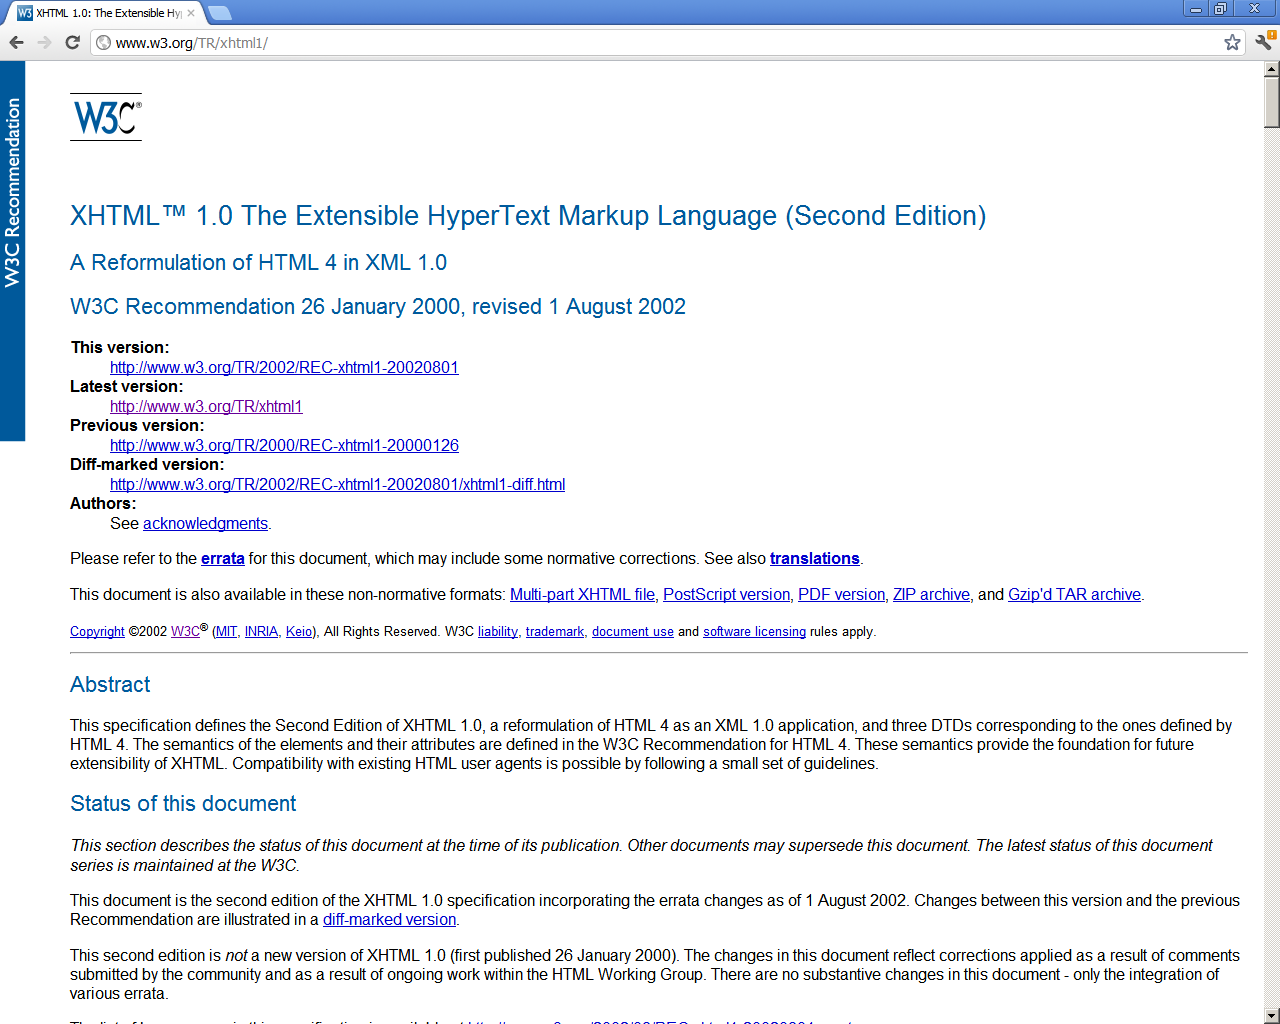 XHTML 1.0: The Extensible Hy
www.w3.org/TR/xhtml1/
W3C Recommendation
W3C®
XHTML™ 1.0 The Extensible HyperText Markup Language (Second Edition)
A Reformulation of HTML 4 in XML 1.0
W3C Recommendation 26 January 2000, revised 1 August 2002
This version:
http://www.w3.org/TR/2002/REC-xhtml1-20020801
Latest version:
http://www.w3.org/TR/xhtml1
Previous version:
http://www.w3.org/TR/2000/REC-xhtml1-20000126
Diff-marked version:
http://www.w3.org/TR/2002/REC-xhtml1-20020801/xhtml1-diff.html
Authors:
See acknowledgments.
Please refer to the errata for this document, which may include some normative corrections. See also translations.
This document is also available in these non-normative formats: Multi-part XHTML file, PostScript version, PDF version, ZIP archive, and Gzip'd TAR archive.
Copyright ©2002 W3C® (MIT, INRIA, Keio), All Rights Reserved. W3C liability, trademark, document use and software licensing rules apply.
Abstract
This specification defines the Second Edition of XHTML 1.0, a reformulation of HTML 4 as an XML 1.0 application, and three DTDs corresponding to the ones defined by
HTML 4. The semantics of the elements and their attributes are defined in the W3C Recommendation for HTML 4. These semantics provide the foundation for future
extensibility of XHTML. Compatibility with existing HTML user agents is possible by following a small set of guidelines.
Status of this document
This section describes the status of this document at the time of its publication. Other documents may supersede this document. The latest status of this document
series is maintained at the W3C.
This document is the second edition of the XHTML 1.0 specification incorporating the errata changes as of 1 August 2002. Changes between this version and the previous
Recommendation are illustrated in a diff-marked version.
This second edition is not a new version of XHTML 1.0 (first published 26 January 2000). The changes in this document reflect corrections applied as a result of comments
submitted by the community and as a result of ongoing work within the HTML Working Group. There are no substantive changes in this document - only the integration of
various errata.